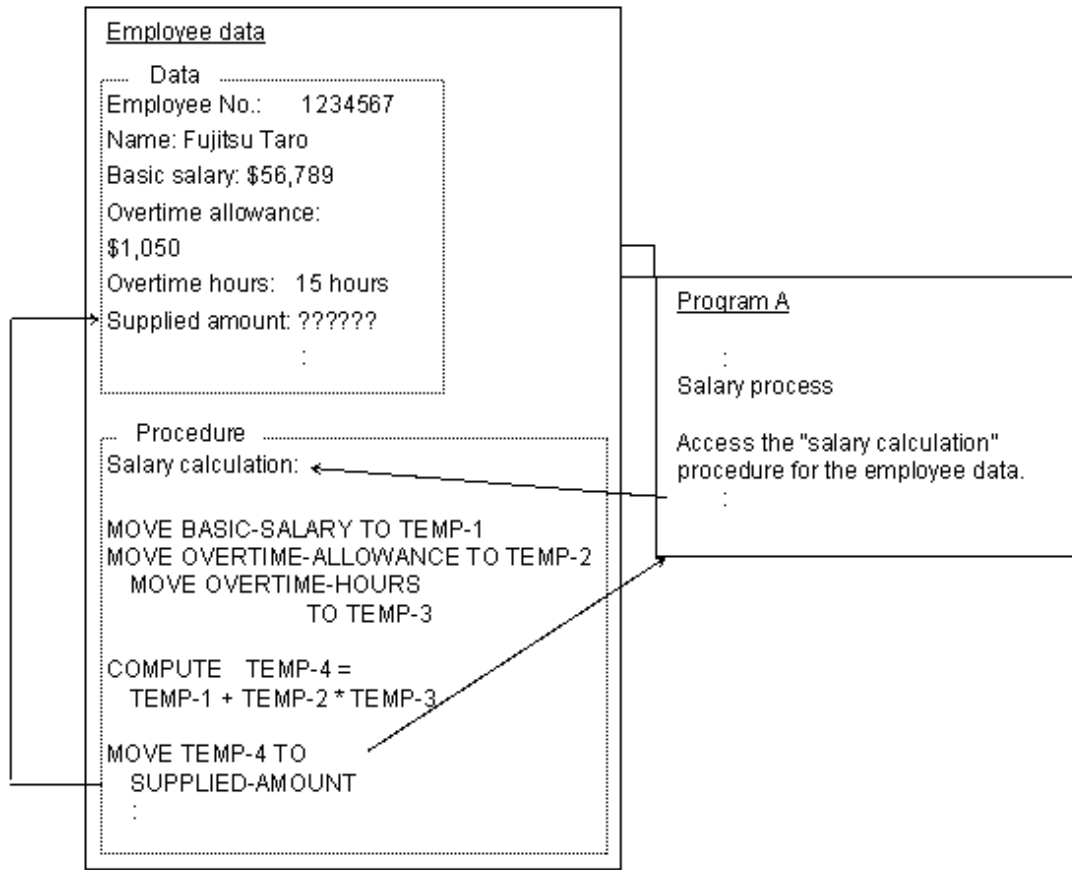 Employee data
Data
Employee No.: 1234567
Name: Fujitsu Taro
Basic salary: $56,789
Overtime allowance:
$1,050
Overtime hours: 15 hours
Supplied amount: ??????
:
Procedure
Salary calculation:
MOVE BASIC-SALARY TO TEMP-1
MOVE OVERTIME-ALLOWANCE TO TEMP-2
MOVE OVERTIME-HOURS
TO TEMP-3
COMPUTE TEMP-4 =
TEMP-1 + TEMP-2 * TEMP-3
MOVE TEMP-4 TO
SUPPLIED-AMOUNT
:
Program A
:
Salary process
Access the "salary calculation"
procedure for the employee data.
: